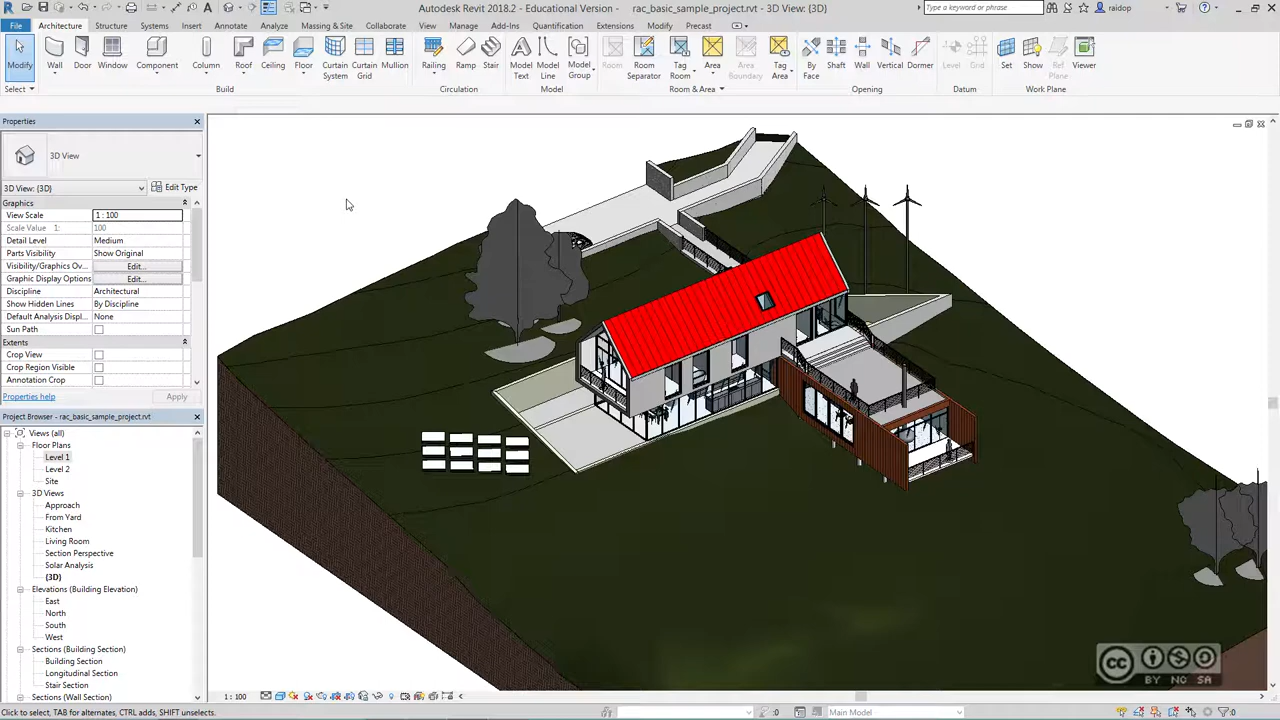 Autodesk Revit 2018.2 - Educational Version - rac_basic_sample_project.rvt - 3D View: {3D}
Type a keyword or phrase
raidop
File Architecture Structure Systems Insert Annotate Analyze Massing & Site Collaborate View Manage Add-Ins Quantification Extensions Modify Precast
Modify Wall Door Window Component Column Roof Ceiling Floor Curtain System Curtain Grid Mullion Railing Ramp Stair Model Text Model Line Model Group Room Room Separator Tag Room Area Area Boundary Tag Area By Face Shaft Wall Vertical Dormer Level Grid Set Show Ref Plane Viewer
Select Build Circulation Model Room & Area Opening Datum Work Plane
Properties
3D View
3D View: {3D} Edit Type
Graphics
View Scale 1 : 100
Scale Value 1: 100
Detail Level Medium
Parts Visibility Show Original
Visibility/Graphics Ov... Edit...
Graphic Display Options Edit...
Discipline Architectural
Show Hidden Lines By Discipline
Default Analysis Displ... None
Sun Path
Extents
Crop View
Crop Region Visible
Annotation Crop
Properties help Apply
Project Browser - rac_basic_sample_project.rvt
Views (all)
Floor Plans
Level 1
Level 2
Site
3D Views
Approach
From Yard
Kitchen
Living Room
Section Perspective
Solar Analysis
{3D}
Elevations (Building Elevation)
East
North
South
West
Sections (Building Section)
Building Section
Longitudinal Section
Stair Section
Sections (Wall Section)
1 : 100
Click to select, TAB for alternates, CTRL adds, SHIFT unselects.
:0
Main Model
:0
cc
BY NC SA